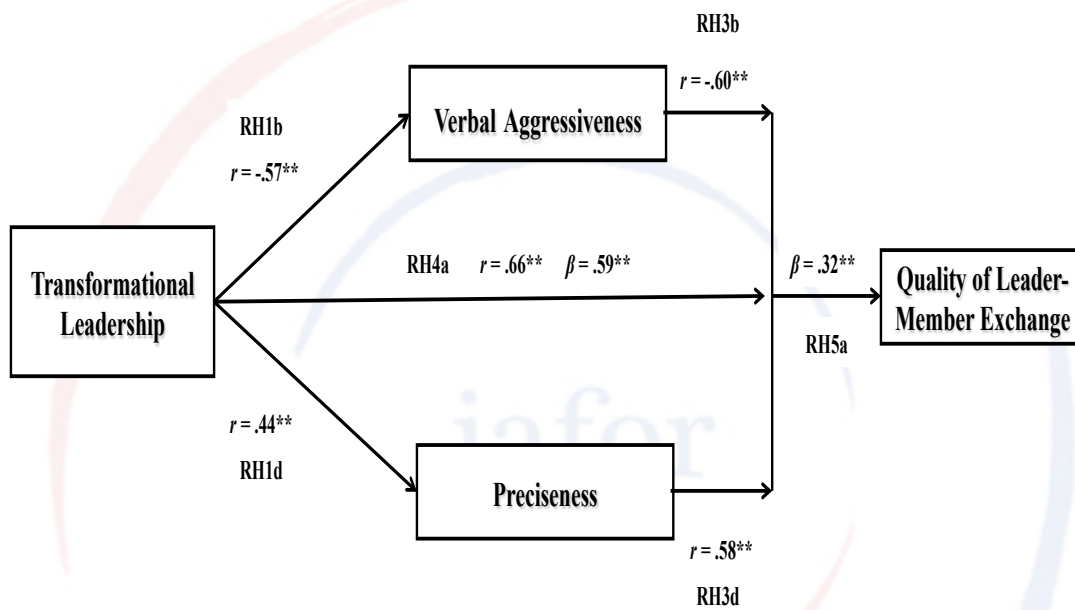 RH3b
r = -.60**
Verbal Aggressiveness
RH1b
r = -.57**
Transformational
Leadership
RH4a r = .66** β = .59**
β = .32**
RH5a
Quality of Leader-
Member Exchange
iafor
r = .44**
RH1d
Preciseness
r = .58**
RH3d